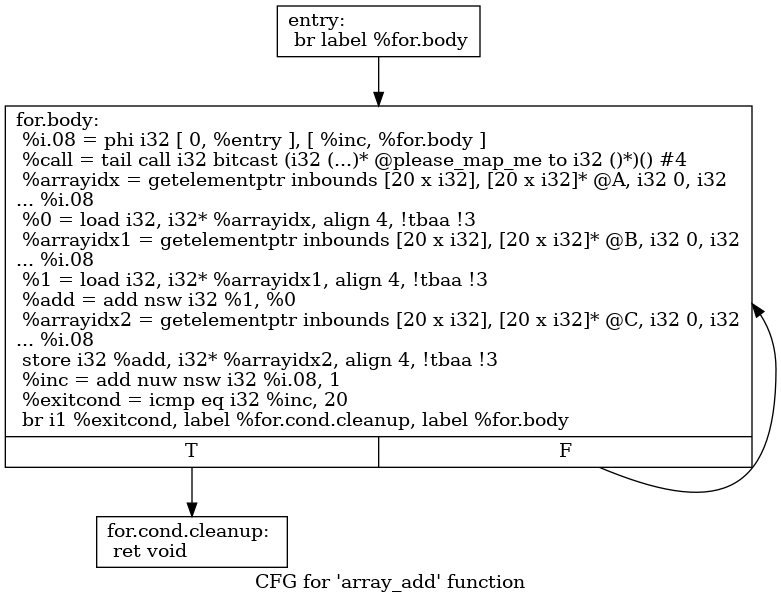 entry:
br label %for.body
for.body:
%i.08 = phi i32 [ 0, %entry ], [ %inc, %for.body ]
%call = tail call i32 bitcast (i32 (...)* @please_map_me to i32 ()*)() #4
%arrayidx = getelementptr inbounds [20 x i32], [20 x i32]* @A, i32 0, i32
... %i.08
%0 = load i32, i32* %arrayidx, align 4, !tbaa !3
%arrayidx1 = getelementptr inbounds [20 x i32], [20 x i32]* @B, i32 0, i32
... %i.08
%1 = load i32, i32* %arrayidx1, align 4, !tbaa !3
%add = add nsw i32 %1, %0
%arrayidx2 = getelementptr inbounds [20 x i32], [20 x i32]* @C, i32 0, i32
... %i.08
store i32 %add, i32* %arrayidx2, align 4, !tbaa !3
%inc = add nuw nsw i32 %i.08, 1
%exitcond = icmp eq i32 %inc, 20
br i1 %exitcond, label %for.cond.cleanup, label %for.body
T
F
for.cond.cleanup:
ret void
CFG for 'array_add' function